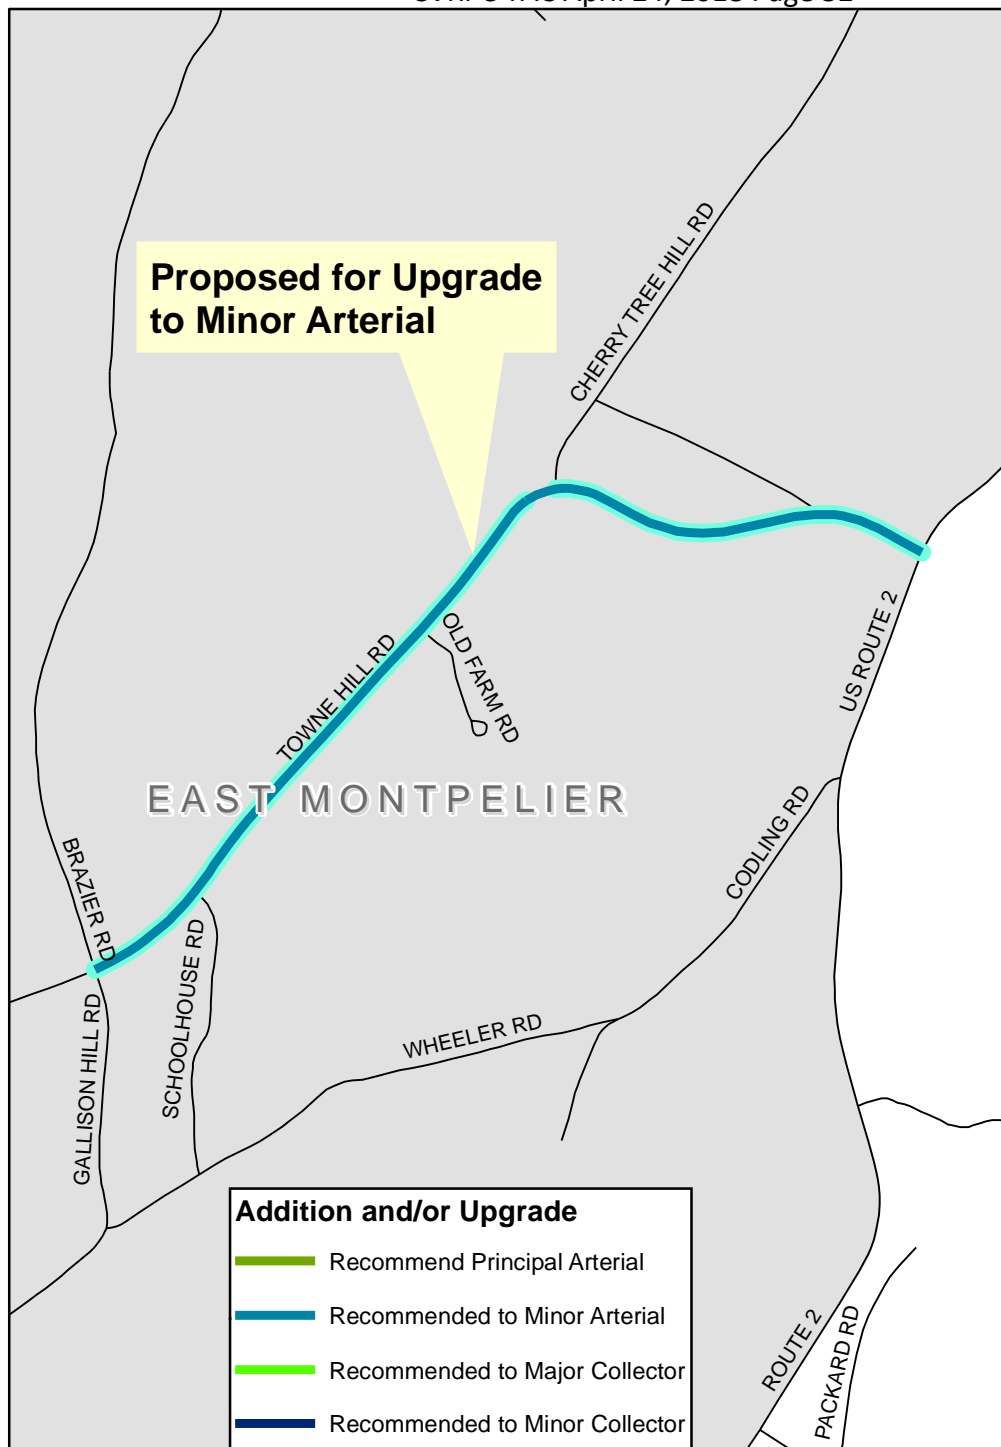 CHERRY TREE HILL RD
Proposed for Upgrade
to Minor Arterial
OLD FARM RD
US ROUTE 2
TOWNE HILL RD
EAST MONTPELIER
CODLING RD
BRAZIER RD
SCHOOLHOUSE RD
WHEELER RD
GALLISON HILL RD
Addition and/or Upgrade
Recommend Principal Arterial
Recommended to Minor Arterial
Recommended to Major Collector
Recommended to Minor Collector
ROUTE 2
PACKARD RD